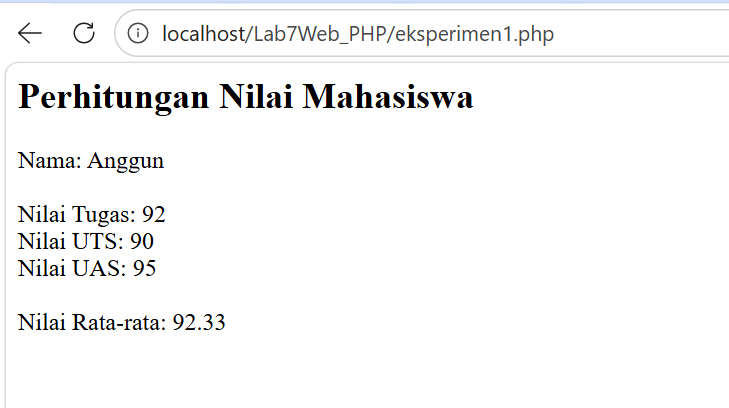 localhost/Lab7Web_PHP/eksperimen1.php
Perhitungan Nilai Mahasiswa
Nama: Anggun
Nilai Tugas: 92
Nilai UTS: 90
Nilai UAS: 95
Nilai Rata-rata: 92.33